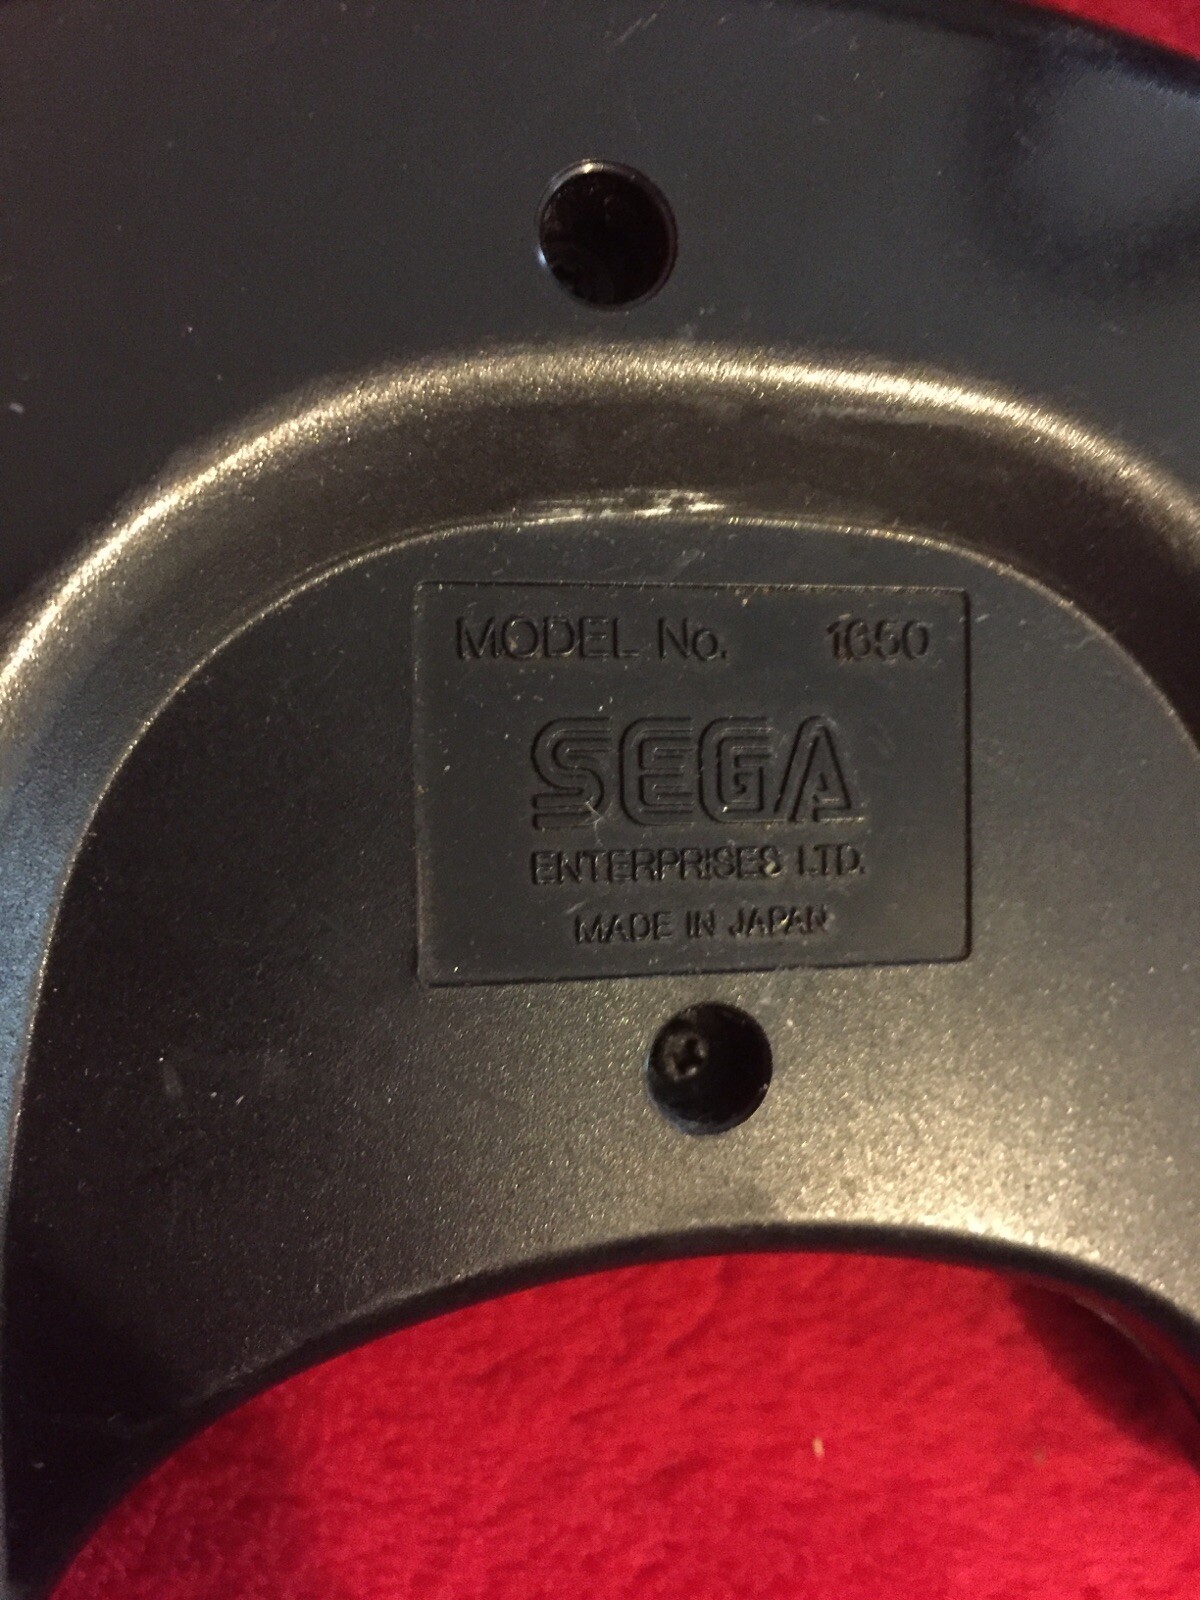 MODEL No. 1650
SEGA
ENTERPRISES LTD.
MADE IN JAPAN